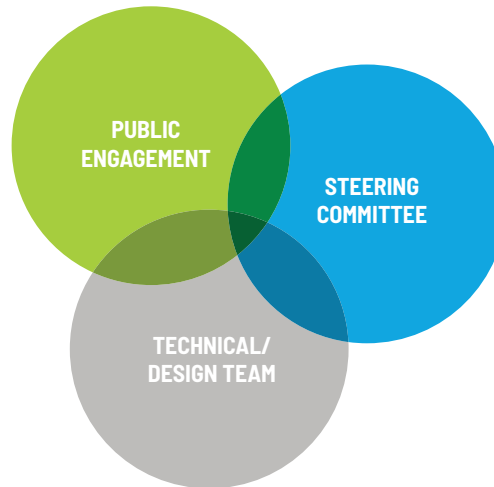 PUBLIC
ENGAGEMENT
STEERING
COMMITTEE
TECHNICAL/
DESIGN TEAM